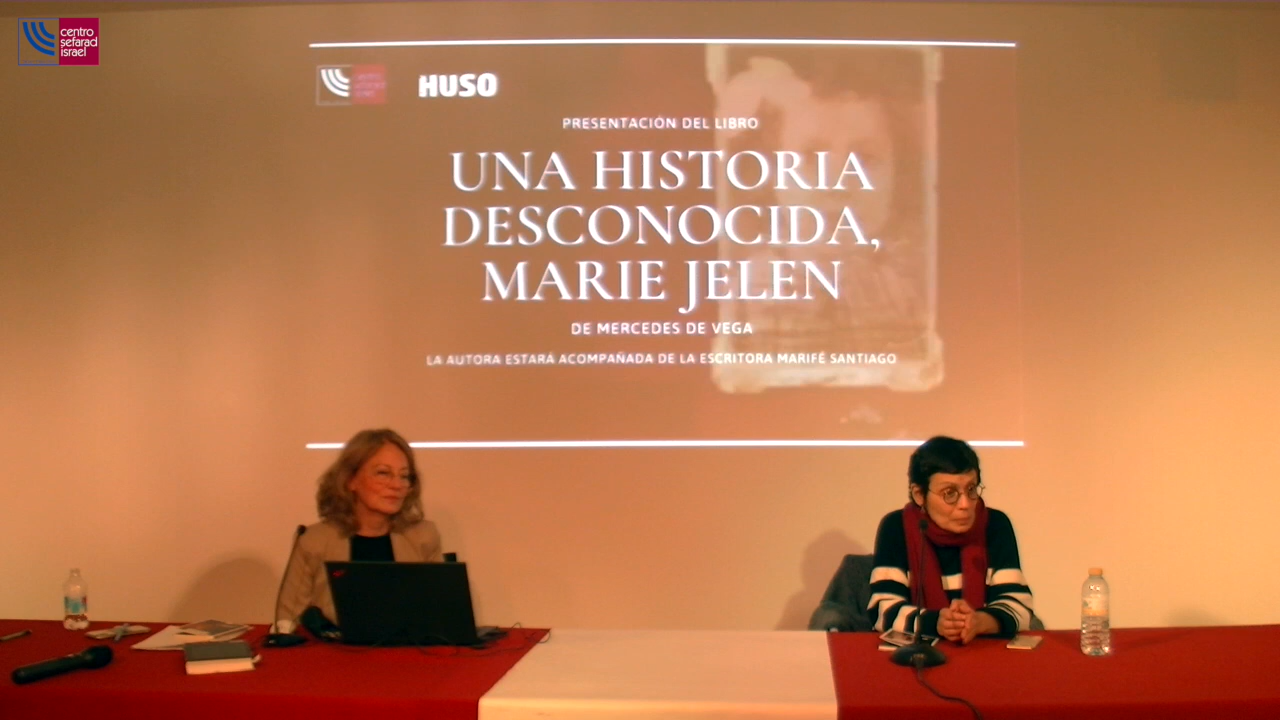 centro
sefarad
israel
HUSO
PRESENTACIÓN DEL LIBRO
UNA HISTORIA
DESCONOCIDA,
MARIE JELEN
DE MERCEDES DE VEGA
LA AUTORA ESTARÁ ACOMPAÑADA DE LA ESCRITORA MARIFÉ SANTIAGO